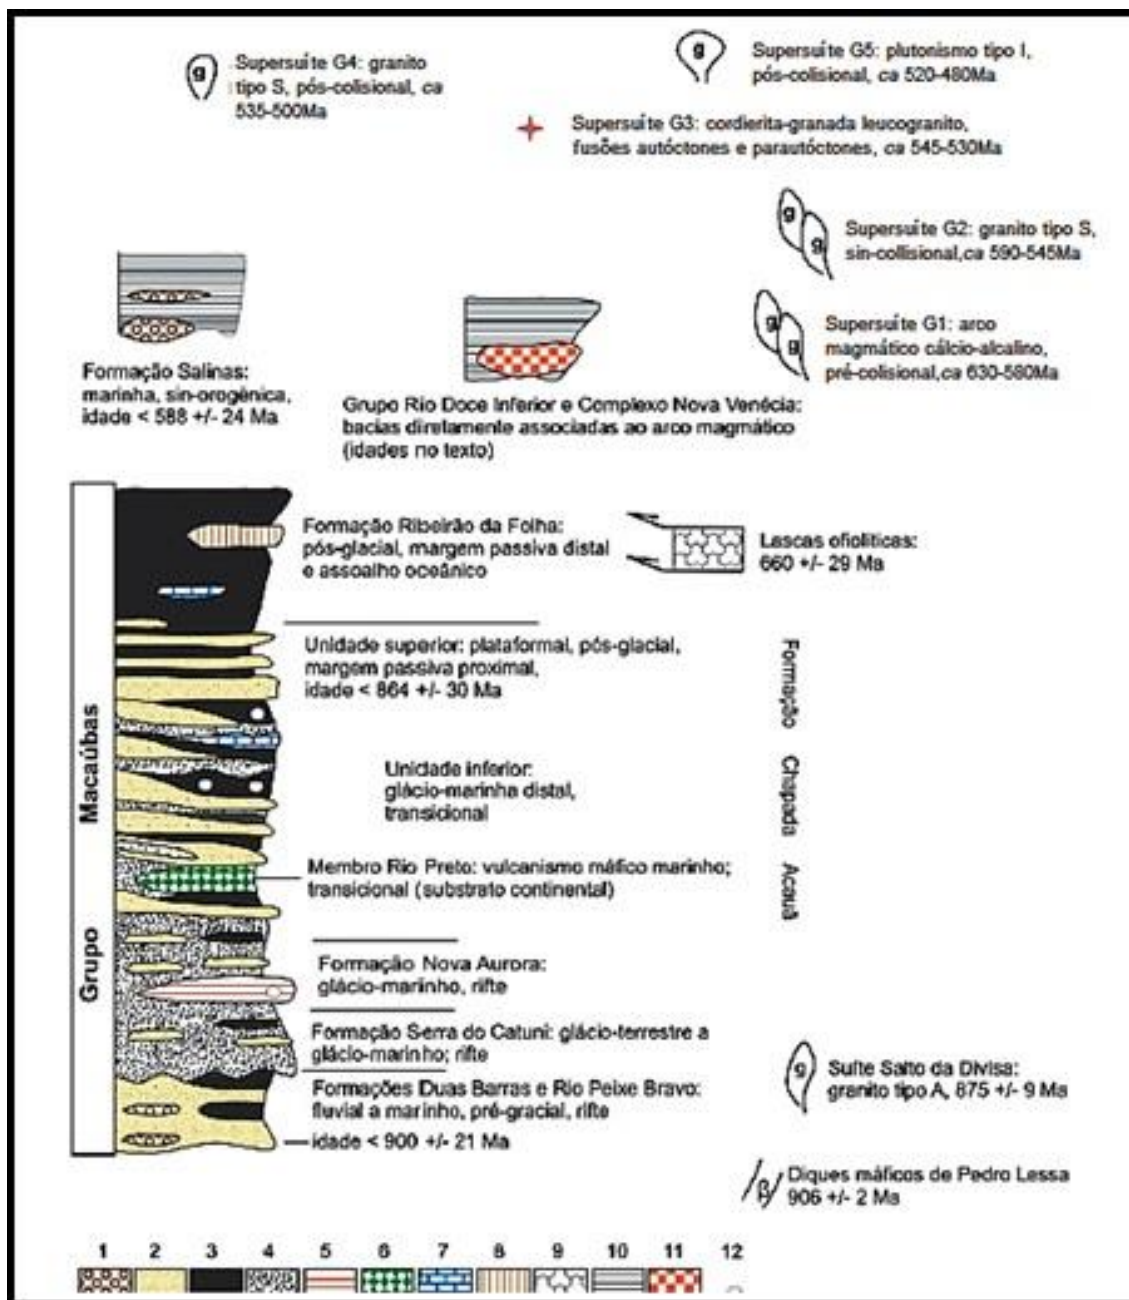 Supersuíte G4: granito
tipo S, pós-colisional, ca
535-500Ma
g
Supersuíte G5: plutonismo tipo I,
pós-colisional, ca 520-480Ma
g
Supersuíte G3: cordierita-granada leucogranito,
fusões autóctones e parautóctones, ca 545-530Ma
g
g
Supersuíte G2: granito tipo S,
sin-collisional,ca 590-545Ma
g
g
Supersuíte G1: arco
magmático cálcio-alcalino,
pré-colisional,ca 630-580Ma
Formação Salinas:
marinha, sin-orogênica,
idade < 588 +/- 24 Ma
Grupo Rio Doce Inferior e Complexo Nova Venécia:
bacias diretamente associadas ao arco magmático
(idades no texto)
Grupo Macaúbas
Formação Ribeirão da Folha:
pós-glacial, margem passiva distal
e assoalho oceânico
Lascas ofiolíticas:
660 +/- 29 Ma
Unidade superior: plataformal, pós-glacial,
margem passiva proximal,
idade < 864 +/- 30 Ma
Formação Chapada Acauã
Unidade inferior:
glácio-marinha distal,
transicional
Membro Rio Preto: vulcanismo máfico marinho;
transicional (substrato continental)
Formação Nova Aurora:
glácio-marinho, rifte
Formação Serra do Catuni: glácio-terrestre a
glácio-marinho; rifte
Formações Duas Barras e Rio Peixe Bravo:
fluvial a marinho, pré-gracial, rifte
idade < 900 +/- 21 Ma
g
Suíte Salto da Divisa:
granito tipo A, 875 +/- 9 Ma
β
Diques máficos de Pedro Lessa
906 +/- 2 Ma
1 2 3 4 5 6 7 8 9 10 11 12